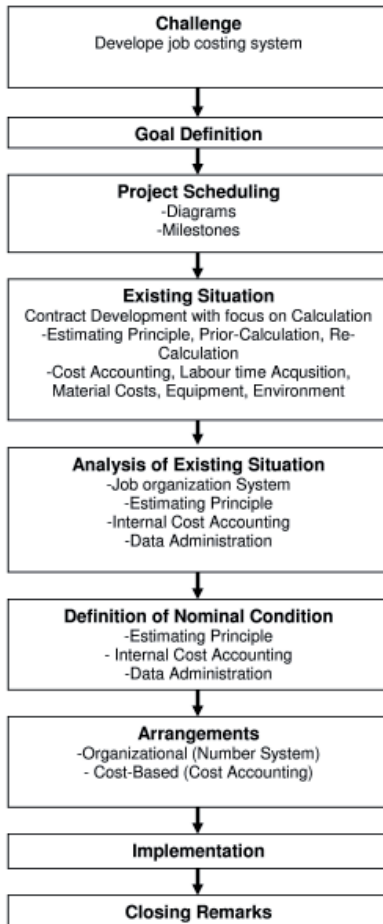 Challenge
Develope job costing system
Goal Definition
Project Scheduling
-Diagrams
-Milestones
Existing Situation
Contract Development with focus on Calculation
-Estimating Principle, Prior-Calculation, Re-
Calculation
-Cost Accounting, Labour time Acqusition,
Material Costs, Equipment, Environment
Analysis of Existing Situation
-Job organization System
-Estimating Principle
-Internal Cost Accounting
-Data Administration
Definition of Nominal Condition
-Estimating Principle
- Internal Cost Accounting
-Data Administration
Arrangements
-Organizational (Number System)
- Cost-Based (Cost Accounting)
Implementation
Closing Remarks